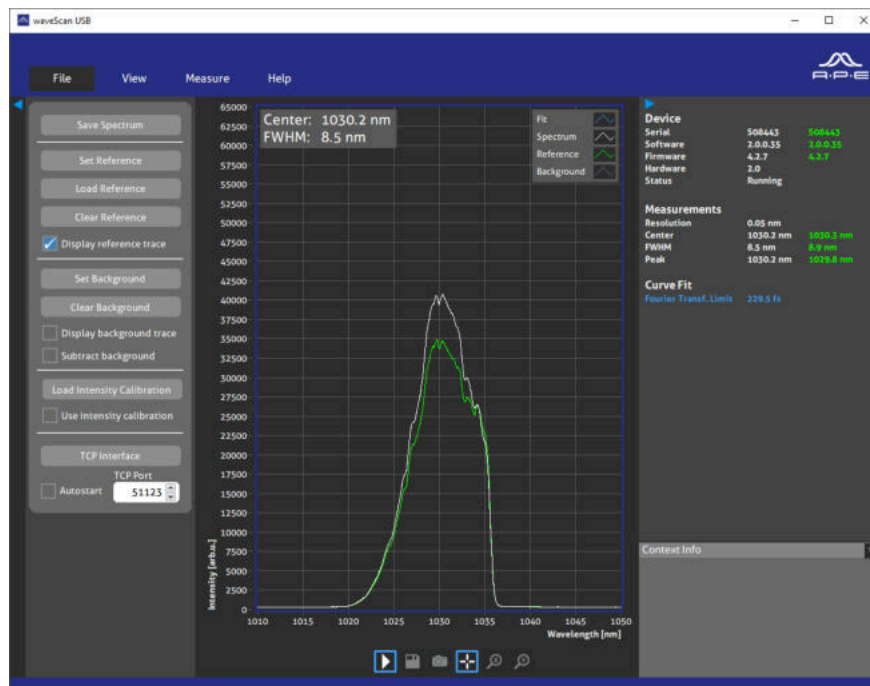 waveScan USB
A.P.E
File View Measure Help
Save Spectrum
Set Reference
Load Reference
Clear Reference
Display reference trace
Set Background
Clear Background
Display background trace
Subtract background
Load Intensity Calibration
Use intensity calibration
TCP Interface
TCP Port
Autostart 51123
Center: 1030.2 nm
FWHM: 8.5 nm
Fit
Spectrum
Reference
Background
65000
62500
60000
57500
55000
52500
50000
47500
45000
42500
40000
37500
35000
32500
30000
27500
25000
22500
20000
17500
15000
12500
10000
7500
5000
2500
0
Intensity [arb.u.]
1010 1015 1020 1025 1030 1035 1040 1045 1050
Wavelength [nm]
Device
Serial 508443 508443
Software 2.0.0.35 2.0.0.35
Firmware 4.2.7 4.2.7
Hardware 2.0
Status Running
Measurements
Resolution 0.05 nm
Center 1030.2 nm 1030.3 nm
FWHM 8.5 nm 8.9 nm
Peak 1030.2 nm 1029.8 nm
Curve Fit
Fourier Transf. Limit 229.5 fs
Context Info